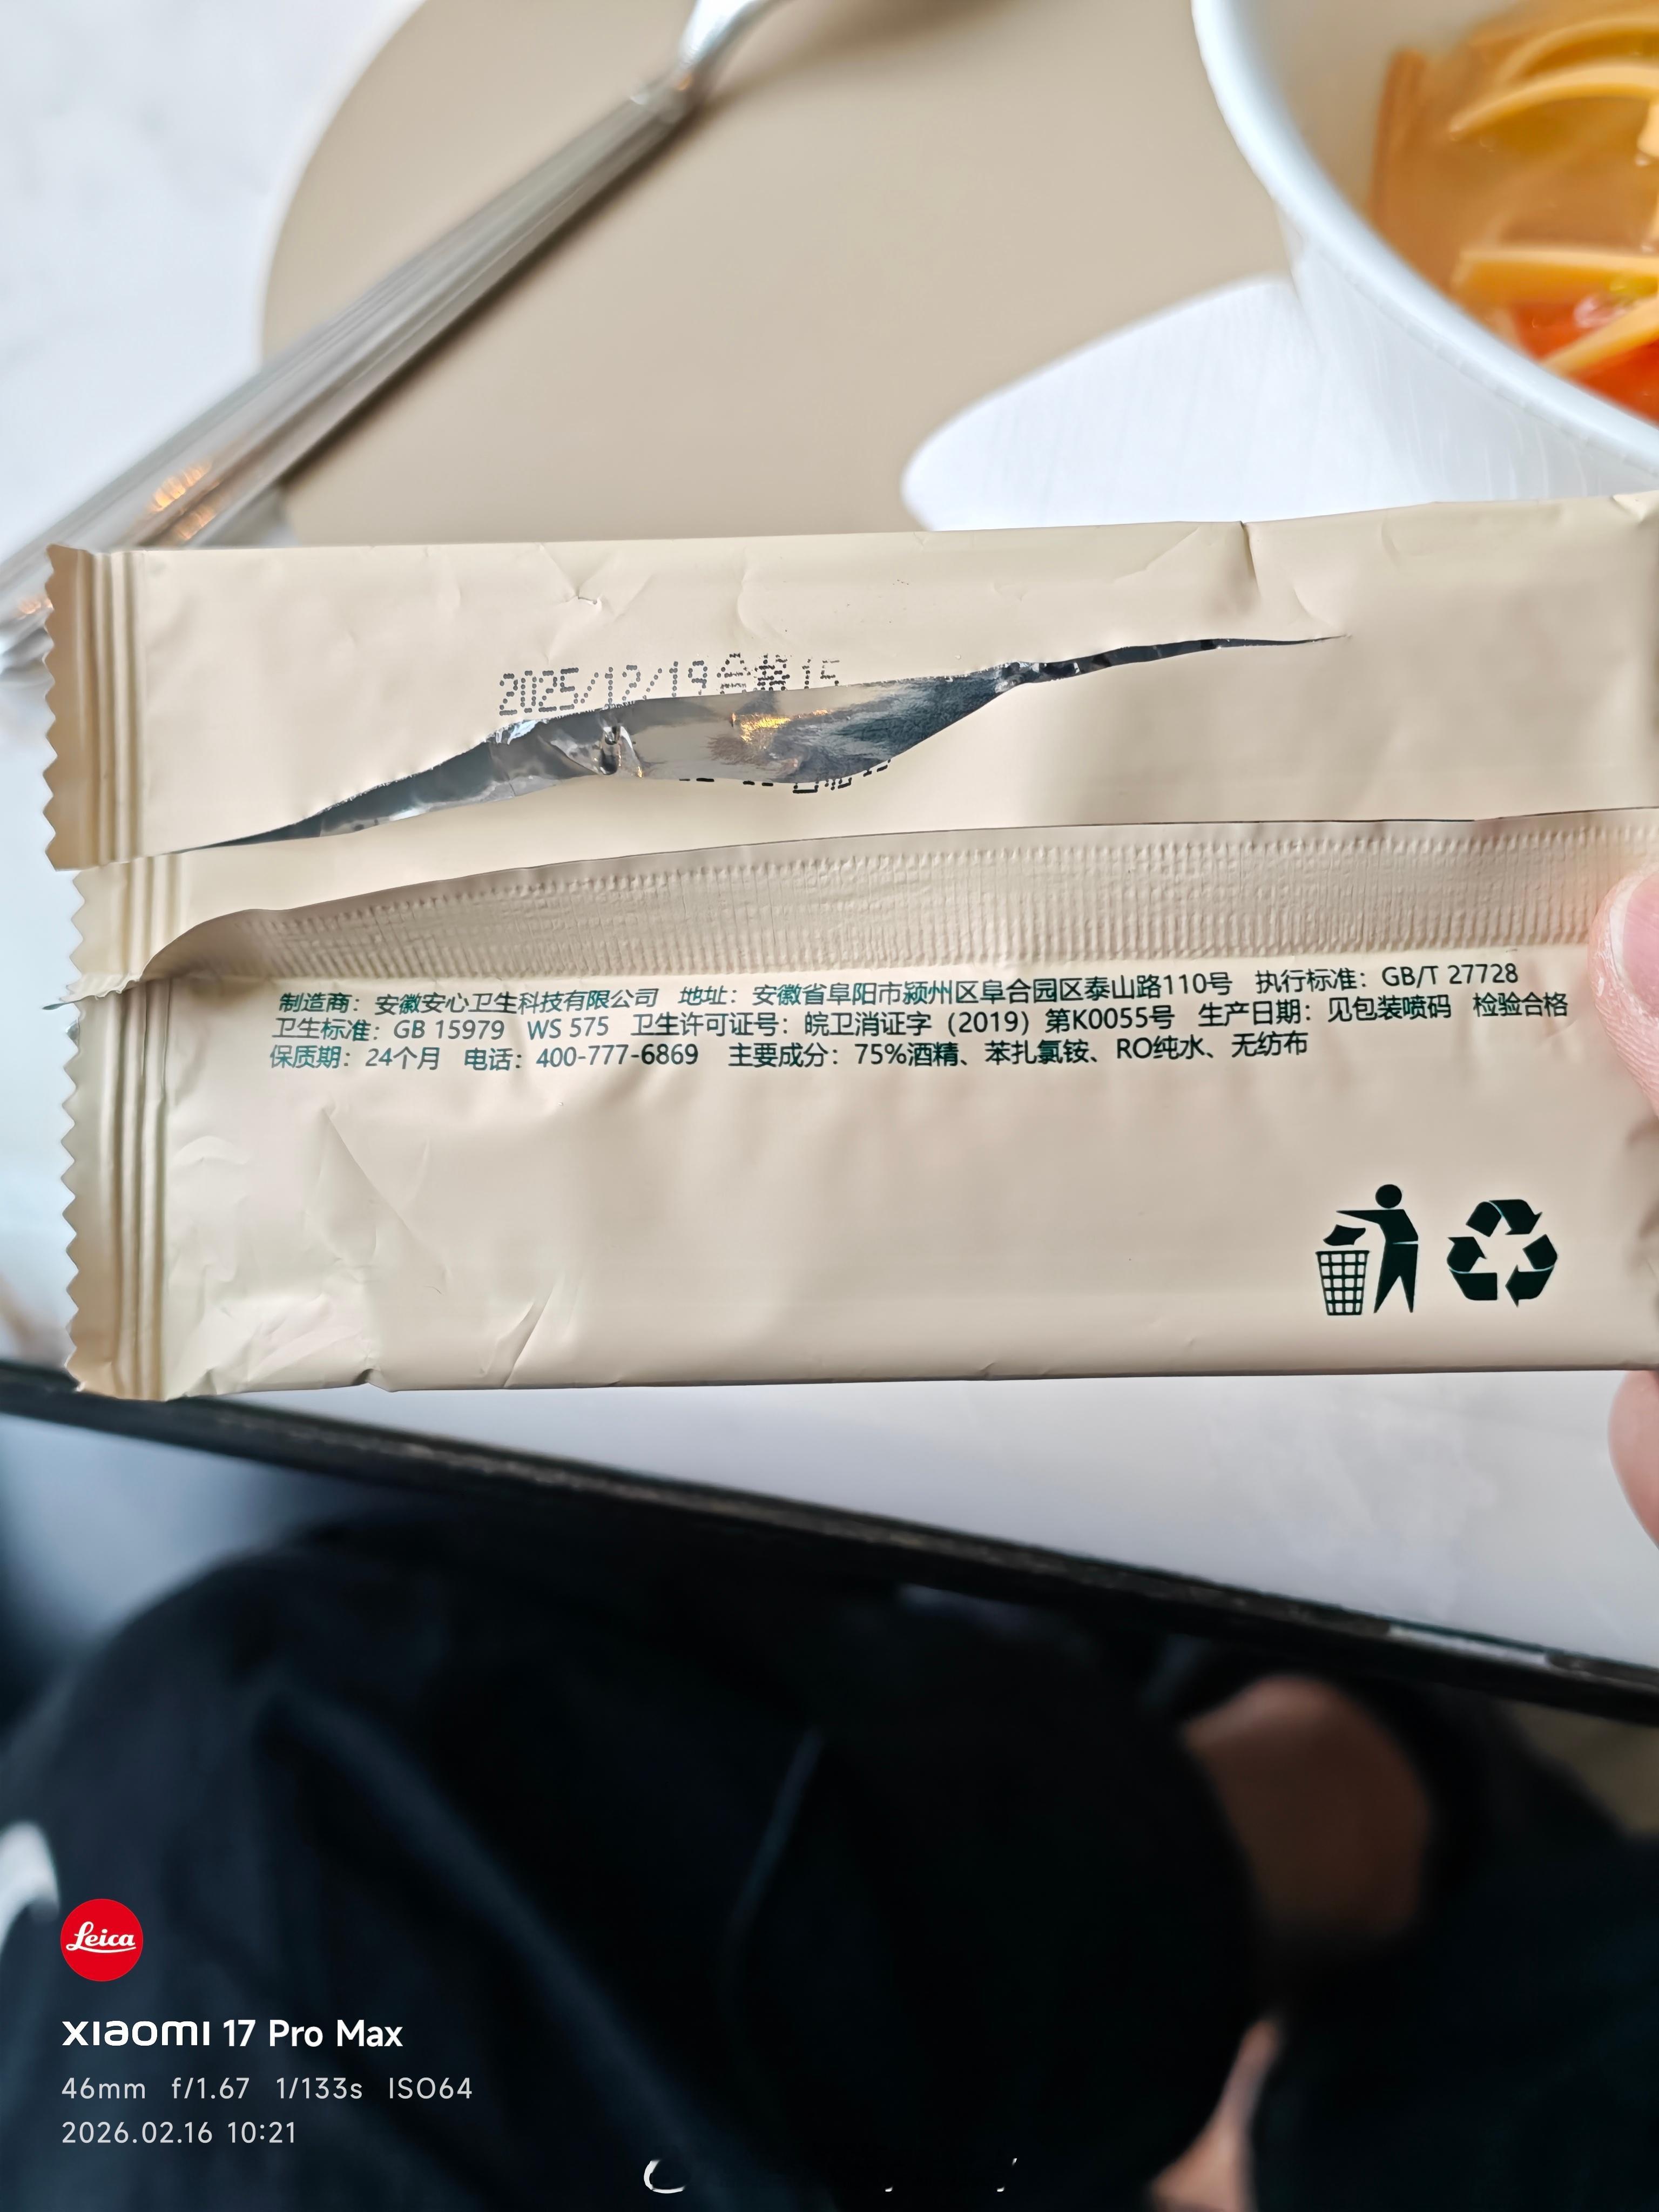 2025/12/19合格15
制造商：安徽安心卫生科技有限公司 地址：安徽省阜阳市颍州区阜合园区泰山路110号 执行标准：GB/T 27728
卫生标准：GB 15979 WS 575 卫生许可证号：皖卫消证字（2019）第K0055号 生产日期：见包装喷码 检验合格
保质期：24个月 电话：400-777-6869 主要成分：75%酒精、苯扎氯铵、RO纯水、无纺布
Leica
xiaomi 17 Pro Max
46mm f/1.67 1/133s ISO64
2026.02.16 10:21